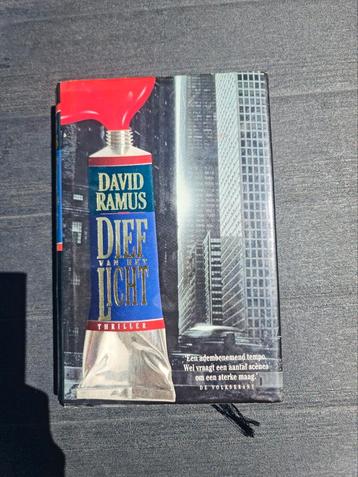 DAVID
RAMUS
DIEF
VAN HET
LICHT
THRILLER
'Een adembenemend tempo.
Wel vraagt een aantal scènes
om een sterke maag.'
DE VOLKSKRANT